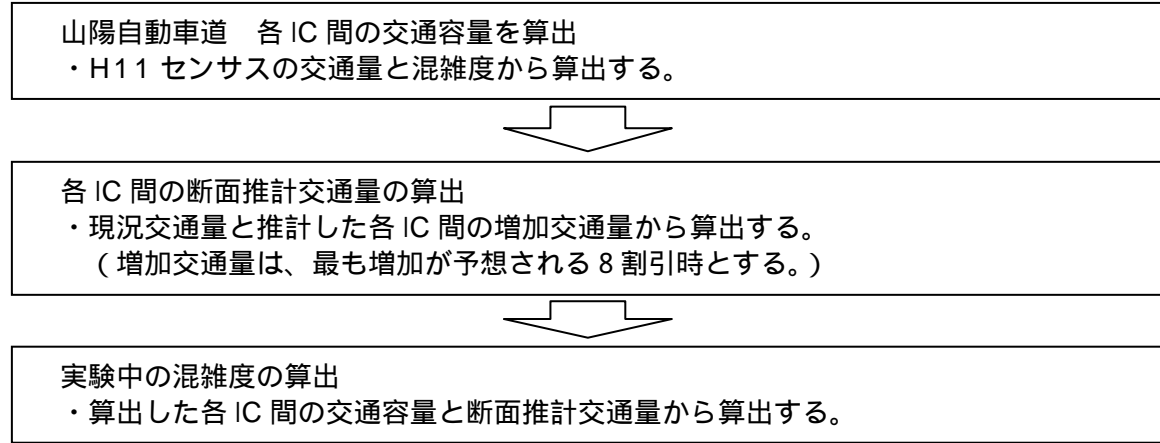 山陽自動車道　各 IC 間の交通容量を算出
・H11 センサスの交通量と混雑度から算出する。
各 IC 間の断面推計交通量の算出
・現況交通量と推計した各 IC 間の増加交通量から算出する。
（増加交通量は、最も増加が予想される 8 割引時とする。）
実験中の混雑度の算出
・算出した各 IC 間の交通容量と断面推計交通量から算出する。